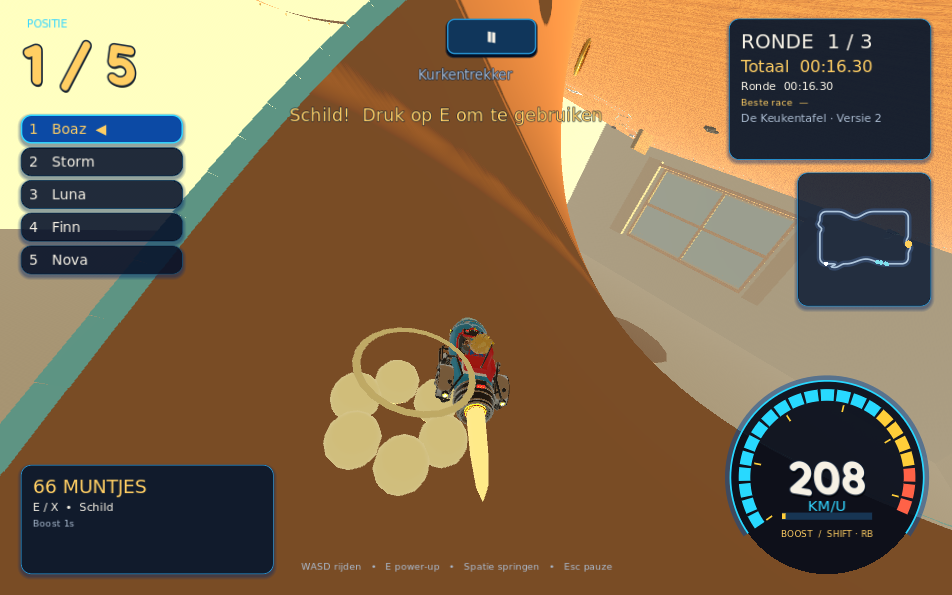 POSITIE
1 / 5
1 Boaz ◀
2 Storm
3 Luna
4 Finn
5 Nova
Kurkentrekker
Schild! Druk op E om te gebruiken
RONDE 1 / 3
Totaal 00:16.30
Ronde 00:16.30
Beste race —
De Keukentafel · Versie 2
66 MUNTJES
E / X • Schild
Boost 1s
208
KM/U
BOOST / SHIFT · RB
WASD rijden • E power-up • Spatie springen • Esc pauze